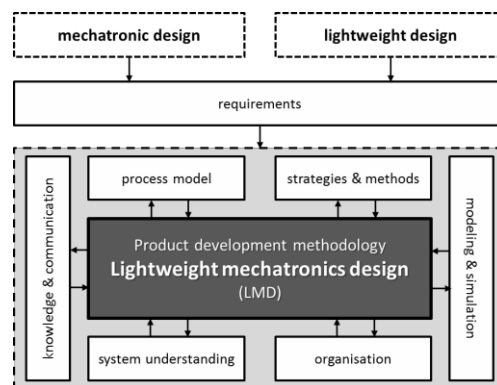 mechatronic design
lightweight design
requirements
process model
strategies & methods
knowledge & communication
Product development methodology
Lightweight mechatronics design
(LMD)
modeling & simulation
system understanding
organisation